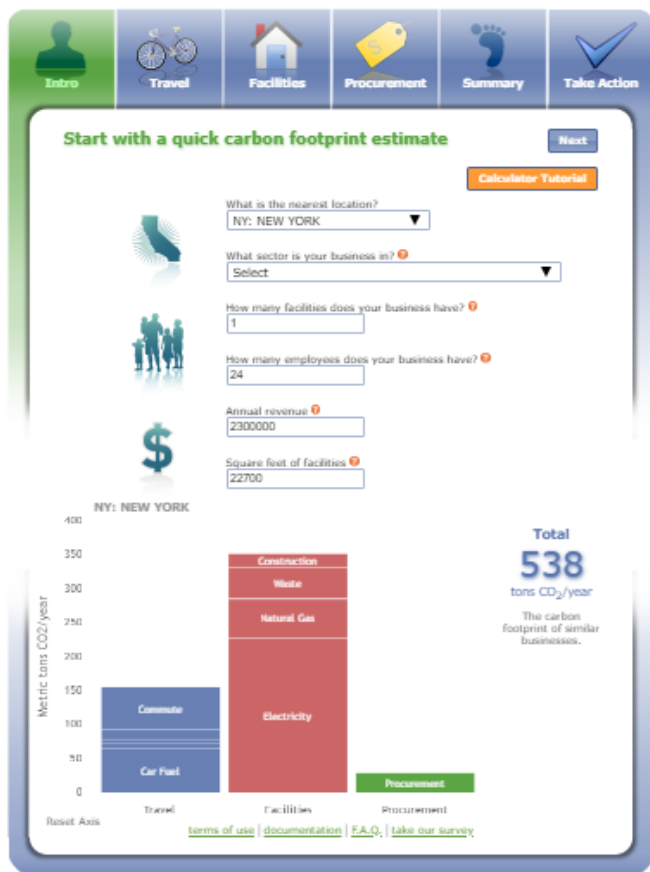 Intro Travel Facilities Procurement Summary Take Action
Start with a quick carbon footprint estimate
Next
Calculator Tutorial
What is the nearest location?
NY: NEW YORK
What sector is your business in? ?
Select
How many facilities does your business have? ?
1
How many employees does your business have? ?
24
Annual revenue ?
2300000
$
Square feet of facilities ?
22700
NY: NEW YORK
400
350
300
250
200
150
100
50
0
Metric tons CO2/year
Construction
Waste
Natural Gas
Electricity
Commute
Car Fuel
Procurement
Travel Facilities Procurement
Reset Axis
Total
538
tons CO2/year
The carbon
footprint of similar
businesses.
terms of use | documentation | F.A.Q. | take our survey